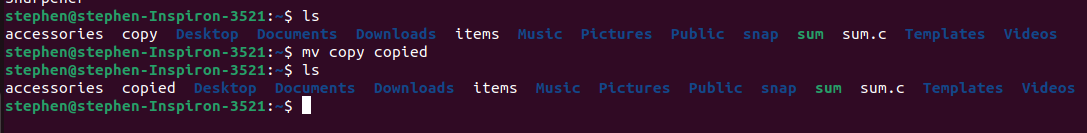 sharpener
stephen@stephen-Inspiron-3521:~$ ls
accessories copy Desktop Documents Downloads items Music Pictures Public snap sum sum.c Templates Videos
stephen@stephen-Inspiron-3521:~$ mv copy copied
stephen@stephen-Inspiron-3521:~$ ls
accessories copied Desktop Documents Downloads items Music Pictures Public snap sum sum.c Templates Videos
stephen@stephen-Inspiron-3521:~$